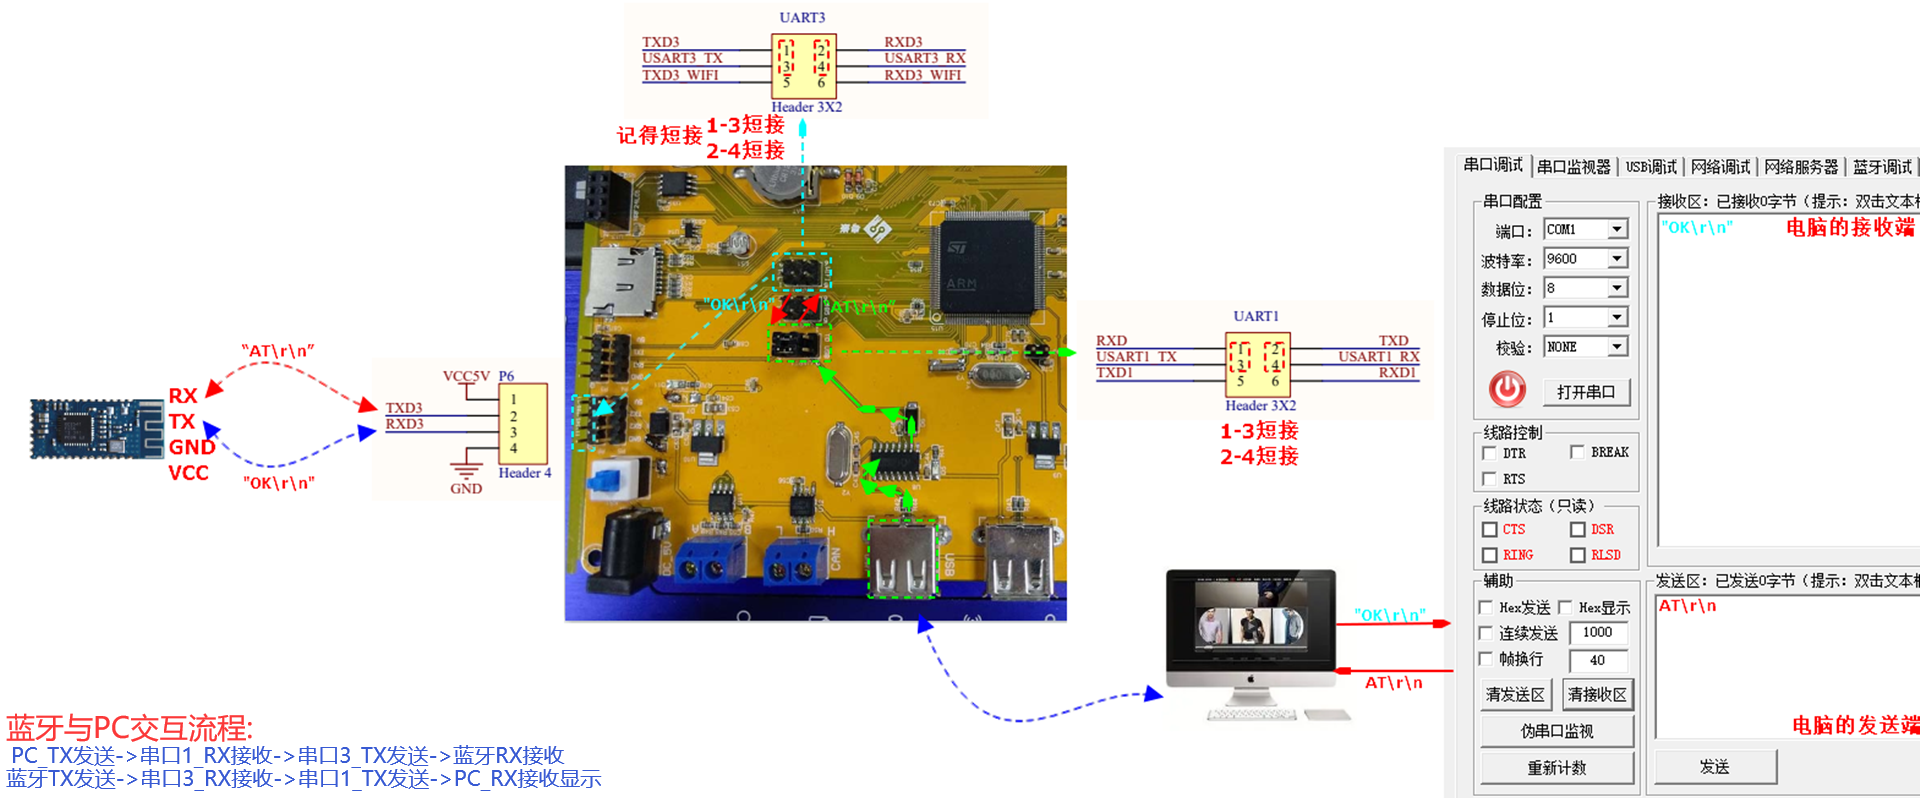 UART3
TXD3
USART3_TX
TXD3_WIFI
1 2
3 4
5 6
RXD3
USART3_RX
RXD3_WIFI
Header 3X2
记得短接
1-3短接
2-4短接
"OK\r\n"
AT\r\n"
ARM
USB
CAN
H
L
B
A
DC_5V
"AT\r\n"
RX
TX
GND
VCC
"OK\r\n"
VCC5V
P6
TXD3
RXD3
1
2
3
4
GND
Header 4
UART1
RXD
USART1_TX
TXD1
1 2
3 4
5 6
TXD
USART1_RX
RXD1
Header 3X2
1-3短接
2-4短接
"OK\r\n"
AT\r\n
串口调试 串口监视器 USB调试 网络调试 网络服务器 蓝牙调试
串口配置
端口： COM1
波特率： 9600
数据位： 8
停止位： 1
校验： NONE
打开串口
线路控制
DTR BREAK
RTS
线路状态（只读）
CTS DSR
RING RLSD
辅助
Hex发送 Hex显示
连续发送 1000
帧换行 40
清发送区 清接收区
伪串口监视
重新计数
接收区：已接收0字节（提示：双击文本
"OK\r\n" 电脑的接收端
发送区：已发送0字节（提示：双击文本
AT\r\n
电脑的发送端
发送
蓝牙与PC交互流程:
PC_TX发送->串口1_RX接收->串口3_TX发送->蓝牙RX接收
蓝牙TX发送->串口3_RX接收->串口1_TX发送->PC_RX接收显示